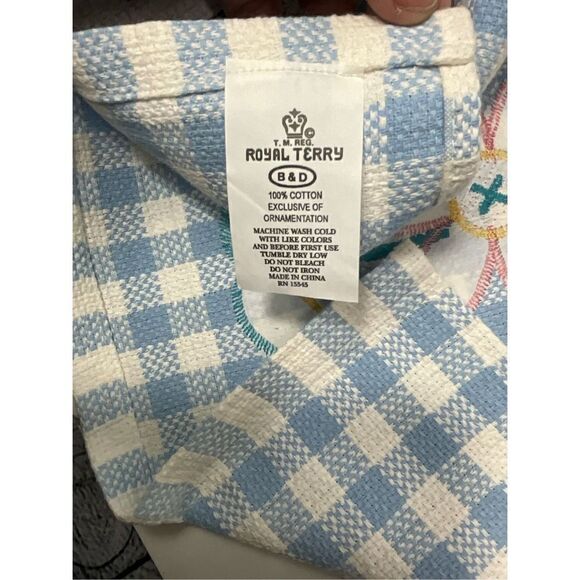 ©
T. M. REG.
ROYAL TERRY
B & D
100% COTTON
EXCLUSIVE OF
ORNAMENTATION
MACHINE WASH COLD
WITH LIKE COLORS
AND BEFORE FIRST USE
TUMBLE DRY LOW
DO NOT BLEACH
DO NOT IRON
MADE IN CHINA
RN 15545